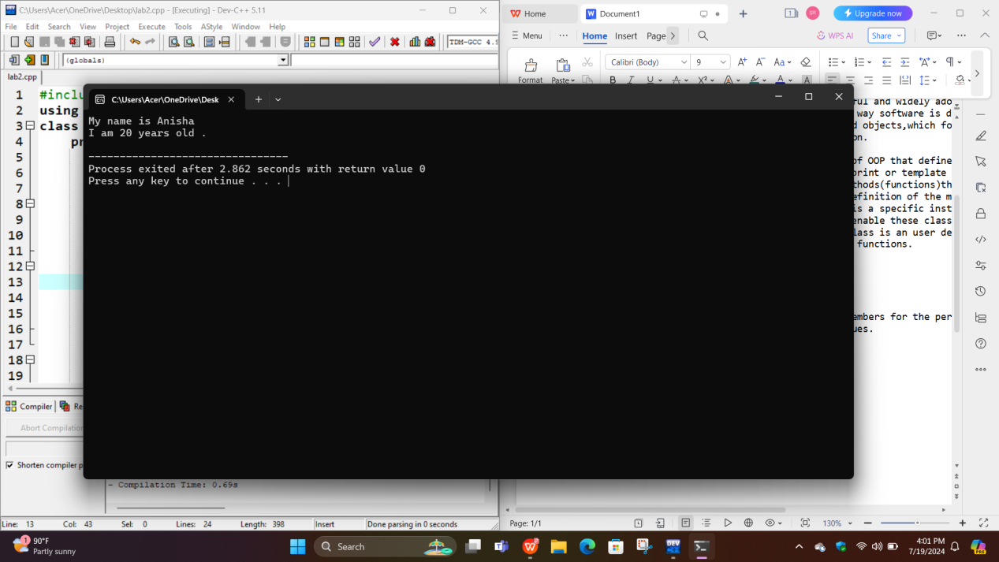 C:\Users\Acer\OneDrive\Desktop\lab2.cpp - [Executing] - Dev-C++ 5.11
File Edit Search View Project Execute Tools AStyle Window Help
TDM-GCC 4.9
(globals)
lab2.cpp
1 #inclu
2 using
3 class
4 pr
5
6
7
8
9
10
11
12
13
14
15
16
17
18
19
Compiler Re
Abort Compilation
Shorten compiler p
- Compilation Time: 0.69s
Line: 13 Col: 43 Sel: 0 Lines: 24 Length: 398 Insert Done parsing in 0 seconds
C:\Users\Acer\OneDrive\Desk
My name is Anisha
I am 20 years old .
--------------------------------
Process exited after 2.862 seconds with return value 0
Press any key to continue . . .
Home Document1 SR Upgrade now
Menu Home Insert Page WPS AI Share
Format Paste Calibri (Body) 9
ful and widely ado
way software is d
d objects,which fo
on.
of OOP that define
print or template
thods(functions)th
efinition of the m
is a specific inst
enable these class
lass is an user de
functions.
embers for the per
ues.
Page: 1/1 130%
90°F
Partly sunny
Search
4:01 PM
7/19/2024